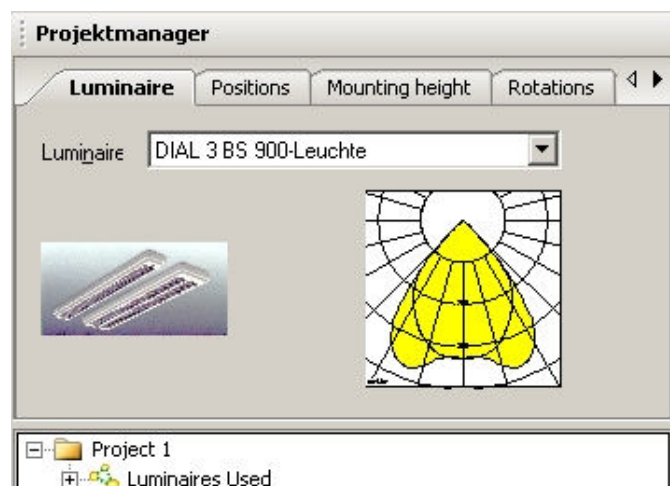 Projektmanager
Luminaire Positions Mounting height Rotations
Luminaire DIAL 3 BS 900-Leuchte
Project 1
Luminaires Used